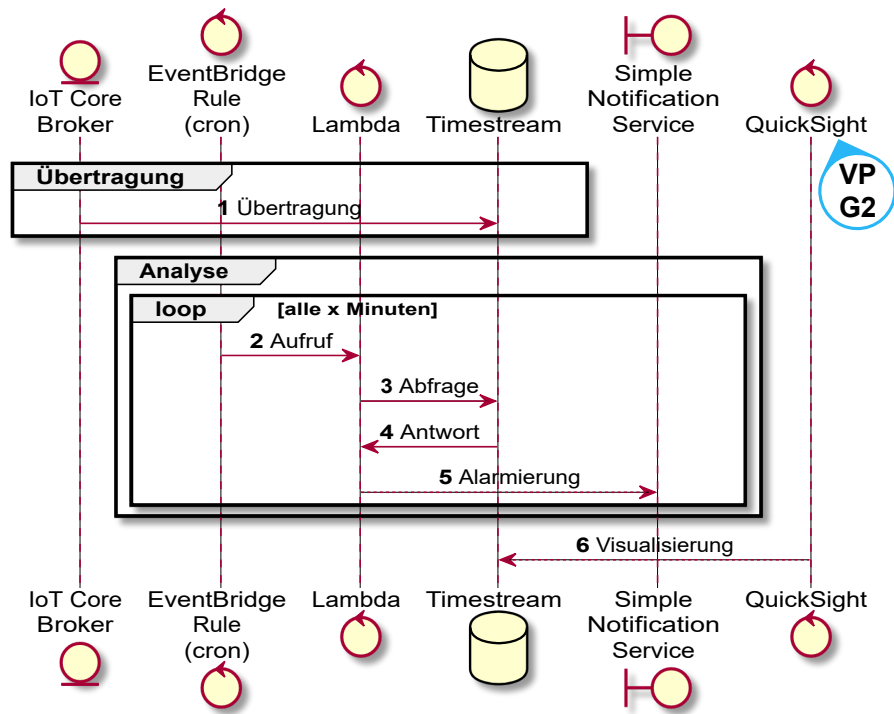 IoT Core
Broker
EventBridge
Rule
(cron)
Lambda
Timestream
Simple
Notification
Service
QuickSight
VP
G2
Übertragung
1 Übertragung
Analyse
loop [alle x Minuten]
2 Aufruf
3 Abfrage
4 Antwort
5 Alarmierung
6 Visualisierung
IoT Core
Broker
EventBridge
Rule
(cron)
Lambda
Timestream
Simple
Notification
Service
QuickSight